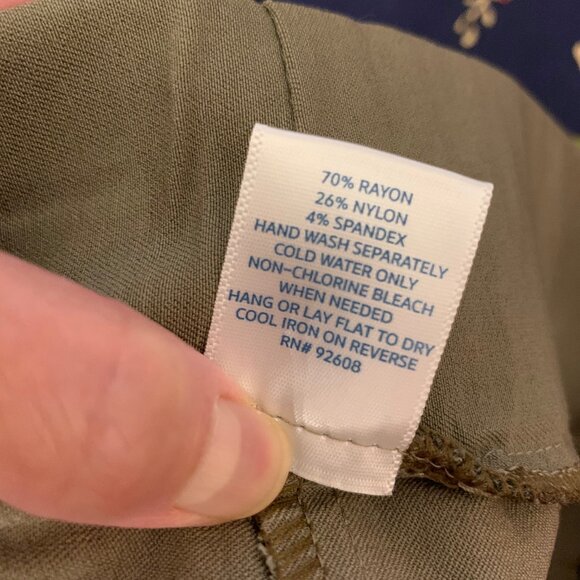 70% RAYON
26% NYLON
4% SPANDEX
HAND WASH SEPARATELY
COLD WATER ONLY
NON-CHLORINE BLEACH
WHEN NEEDED
HANG OR LAY FLAT TO DRY
COOL IRON ON REVERSE
RN# 92608